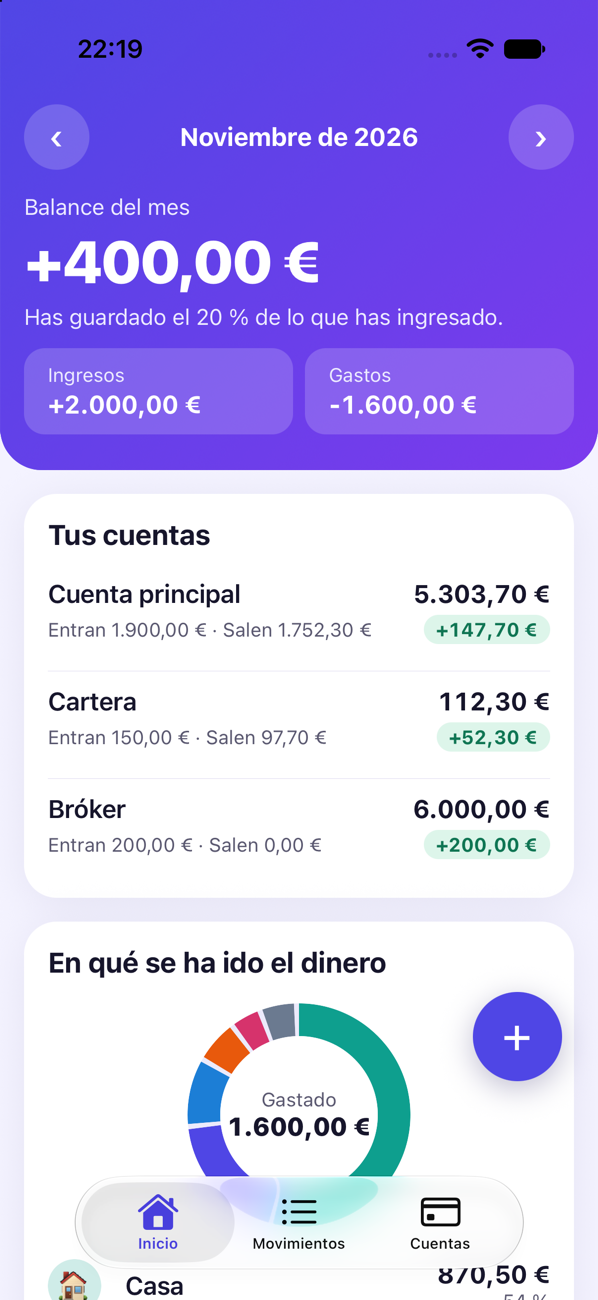 22:19
‹ Noviembre de 2026 ›
Balance del mes
+400,00 €
Has guardado el 20 % de lo que has ingresado.
Ingresos
+2.000,00 €
Gastos
-1.600,00 €
Tus cuentas
Cuenta principal 5.303,70 €
Entran 1.900,00 € · Salen 1.752,30 € +147,70 €
Cartera 112,30 €
Entran 150,00 € · Salen 97,70 € +52,30 €
Bróker 6.000,00 €
Entran 200,00 € · Salen 0,00 € +200,00 €
En qué se ha ido el dinero
+
Gastado
1.600,00 €
Inicio Movimientos Cuentas
Casa 870,50 €
54 %